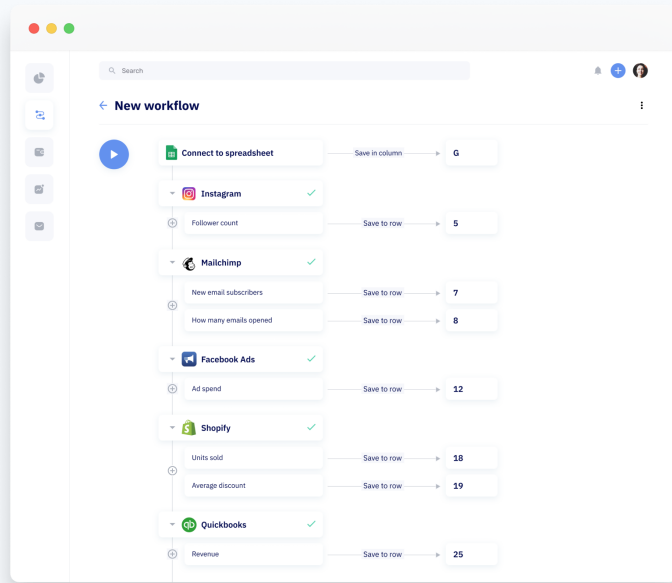 Search
New workflow
Connect to spreadsheet Save in column G
Instagram
Follower count Save to row 5
Mailchimp
New email subscribers Save to row 7
How many emails opened Save to row 8
Facebook Ads
Ad spend Save to row 12
Shopify
Units sold Save to row 18
Average discount Save to row 19
qb Quickbooks
Revenue Save to row 25